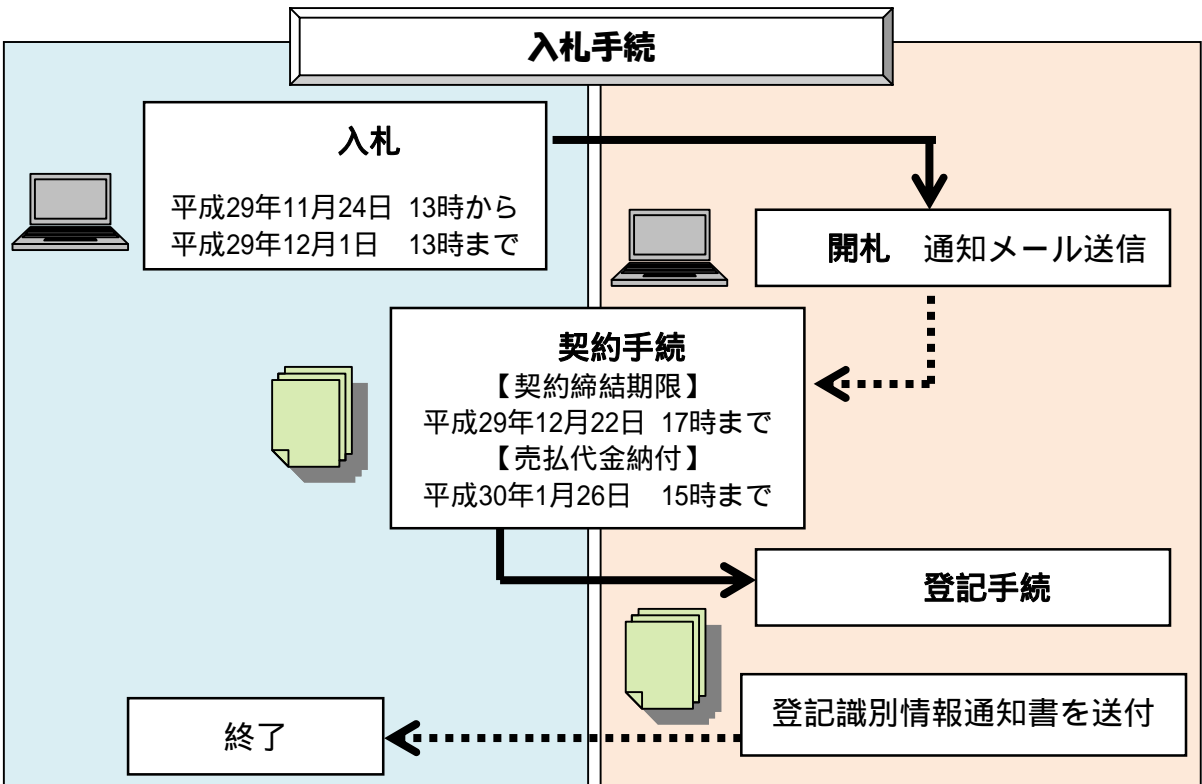 入札手続
入札
平成29年11月24日 13時から
平成29年12月1日 13時まで
開札 通知メール送信
契約手続
【契約締結期限】
平成29年12月22日 17時まで
【売払代金納付】
平成30年1月26日 15時まで
登記手続
登記識別情報通知書を送付
終了